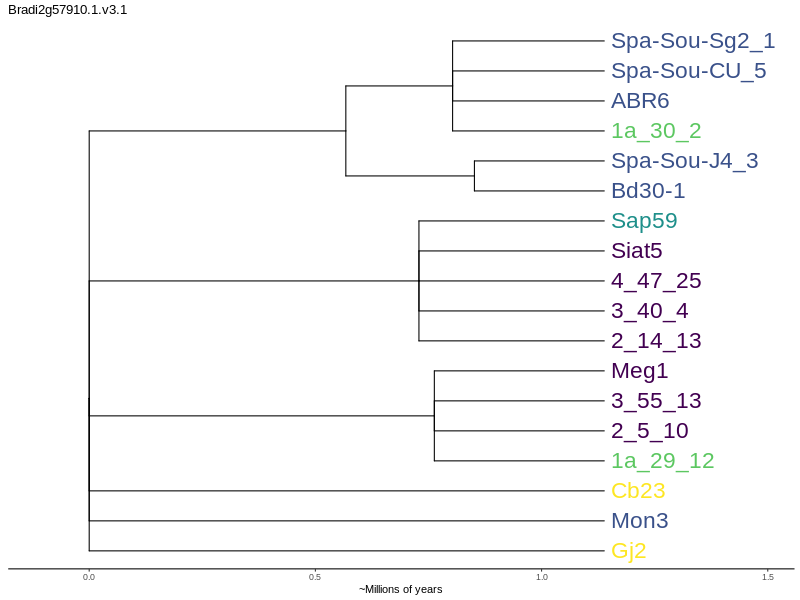 Bradi2g57910.1.v3.1
Spa-Sou-Sg2_1
Spa-Sou-CU_5
ABR6
1a_30_2
Spa-Sou-J4_3
Bd30-1
Sap59
Siat5
4_47_25
3_40_4
2_14_13
Meg1
3_55_13
2_5_10
1a_29_12
Cb23
Mon3
Gj2
0.0 0.5 1.0 1.5
~Millions of years